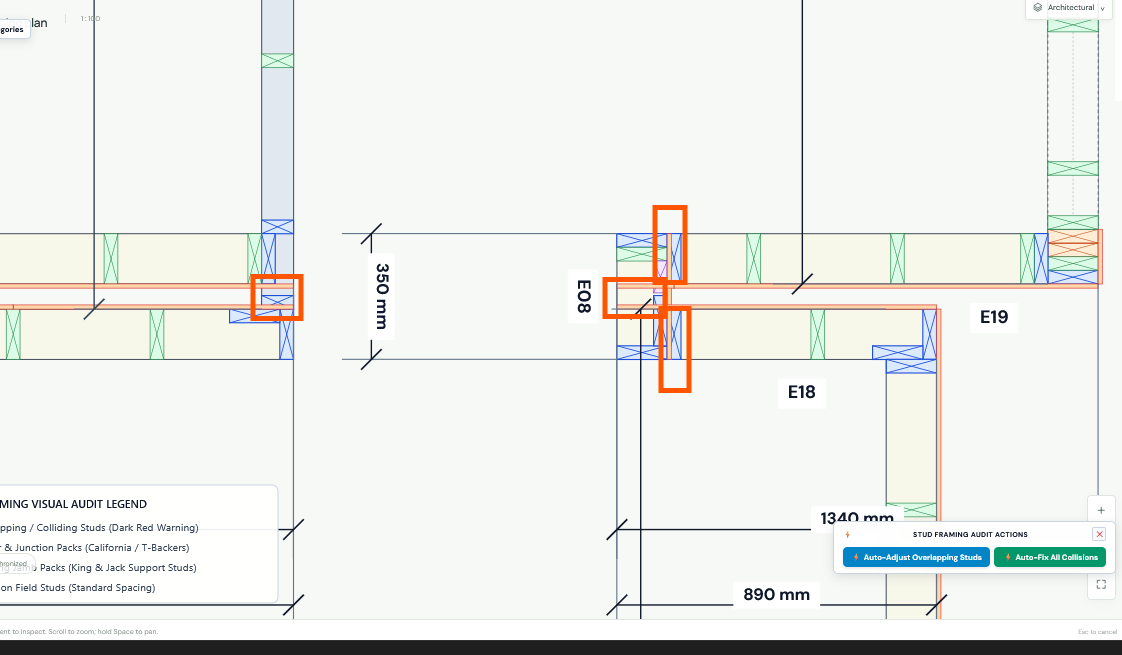 lan
1:100
Architectural
gories
350 mm
E08
E19
E18
MING VISUAL AUDIT LEGEND
pping / Colliding Studs (Dark Red Warning)
r & Junction Packs (California / T-Backers)
Packs (King & Jack Support Studs)
on Field Studs (Standard Spacing)
hronized
1340 mm
STUD FRAMING AUDIT ACTIONS
Auto-Adjust Overlapping Studs
Auto-Fix All Collisions
890 mm
ent to inspect. Scroll to zoom; hold Space to pan.
Esc to cancel